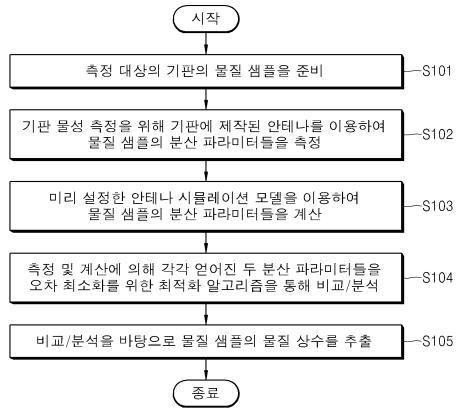 시작
측정 대상의 기판의 물질 샘플을 준비
S101
기판 물성 측정을 위해 기판에 제작된 안테나를 이용하여
물질 샘플의 분산 파라미터들을 측정
S102
미리 설정한 안테나 시뮬레이션 모델을 이용하여
물질 샘플의 분산 파라미터들을 계산
S103
측정 및 계산에 의해 각각 얻어진 두 분산 파라미터들을
오차 최소화를 위한 최적화 알고리즘을 통해 비교/분석
S104
비교/분석을 바탕으로 물질 샘플의 물질 상수를 추출
S105
종료